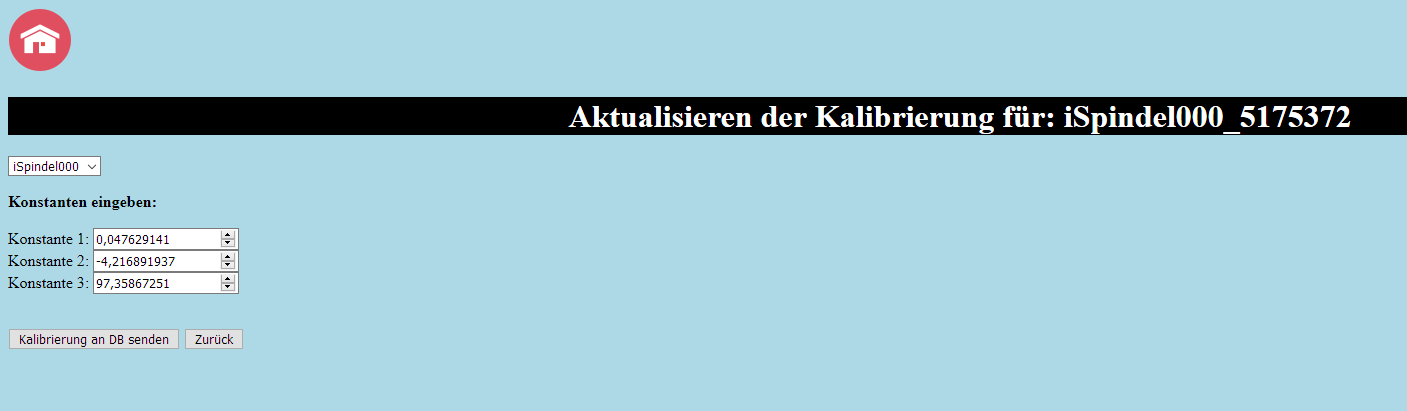 Aktualisieren der Kalibrierung für: iSpindel000_5175372
iSpindel000
Konstanten eingeben:
Konstante 1: 0,047629141
Konstante 2: -4,216891937
Konstante 3: 97,35867251
Kalibrierung an DB senden Zurück